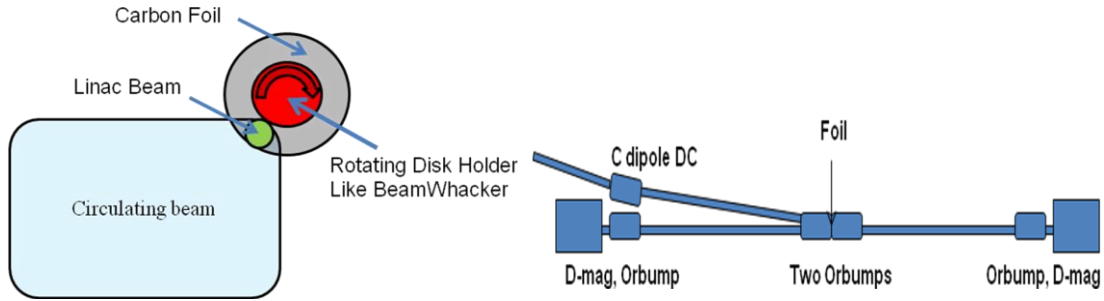 Carbon Foil
Linac Beam
Rotating Disk Holder
Like BeamWhacker
Circulating beam
Foil
C dipole DC
D-mag, Orbump
Two Orbumps
Orbump, D-mag